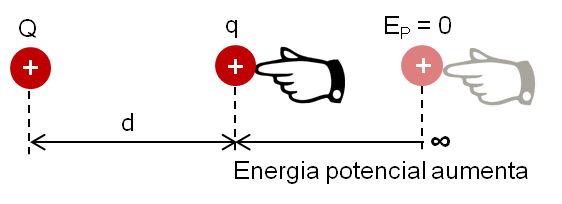 Q
q
E_P = 0
+
+
+
d
∞
Energia potencial aumenta